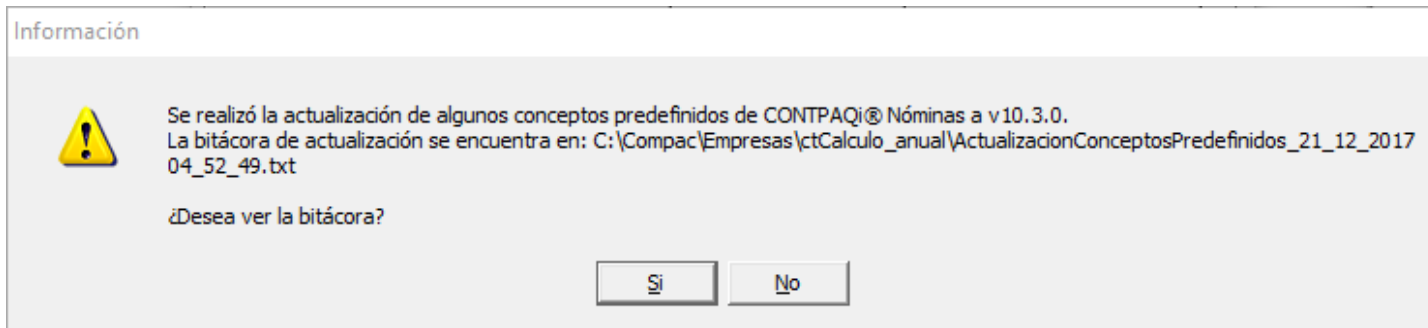 Información
Se realizó la actualización de algunos conceptos predefinidos de CONTPAQi® Nóminas a v10.3.0.
La bitácora de actualización se encuentra en: C:\Compac\Empresas\ctCalculo_anual\ActualizacionConceptosPredefinidos_21_12_2017
04_52_49.txt
¿Desea ver la bitácora?
Si
No